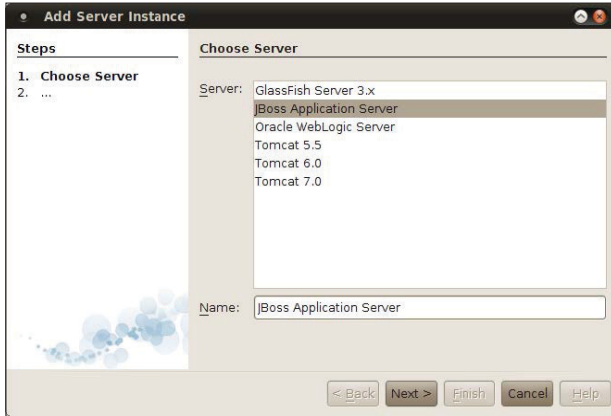 Add Server Instance
Steps
1. Choose Server
2. ...
Choose Server
Server:
GlassFish Server 3.x
JBoss Application Server
Oracle WebLogic Server
Tomcat 5.5
Tomcat 6.0
Tomcat 7.0
Name: JBoss Application Server
< Back Next > Finish Cancel Help